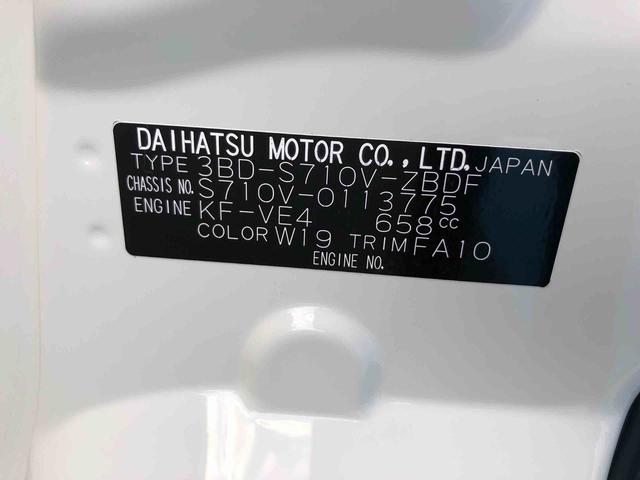 DAIHATSU MOTOR CO., LTD. JAPAN
TYPE 3BD-S710V-ZBDF
CHASSIS NO. S710V-0113775
ENGINE KF-VE4 658cc
COLOR W19 TRIM FA10
ENGINE NO.